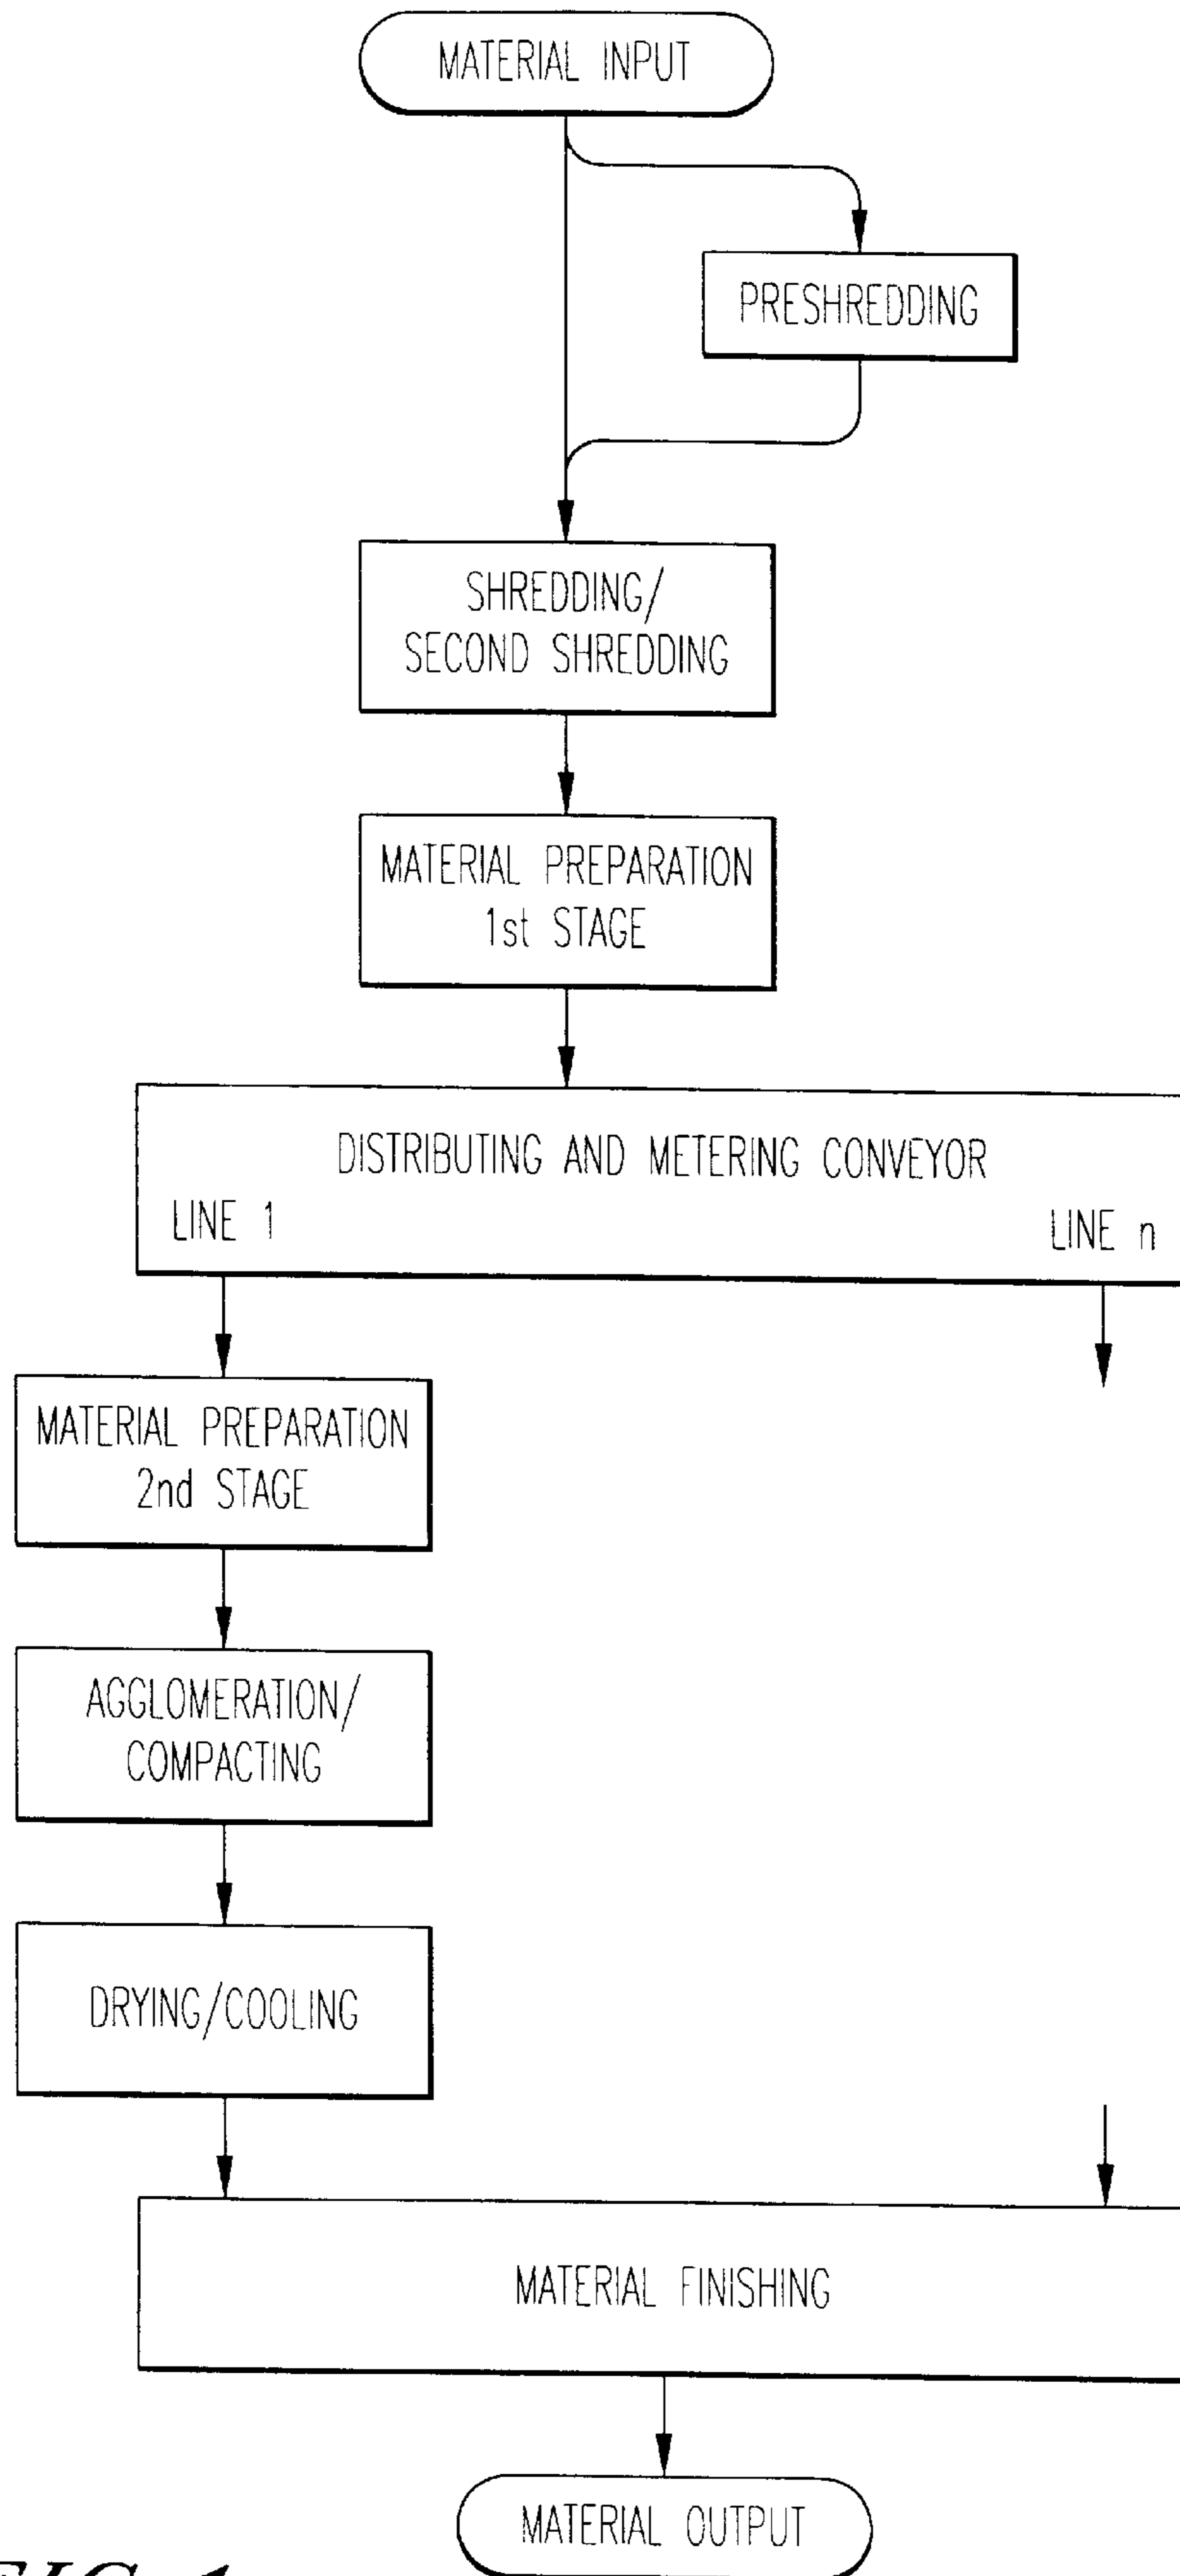 MATERIAL INPUT
PRESHREDDING
SHREDDING/
SECOND SHREDDING
MATERIAL PREPARATION
1st STAGE
DISTRIBUTING AND METERING CONVEYOR
LINE 1
LINE n
MATERIAL PREPARATION
2nd STAGE
AGGLOMERATION/
COMPACTING
DRYING/COOLING
MATERIAL FINISHING
MATERIAL OUTPUT